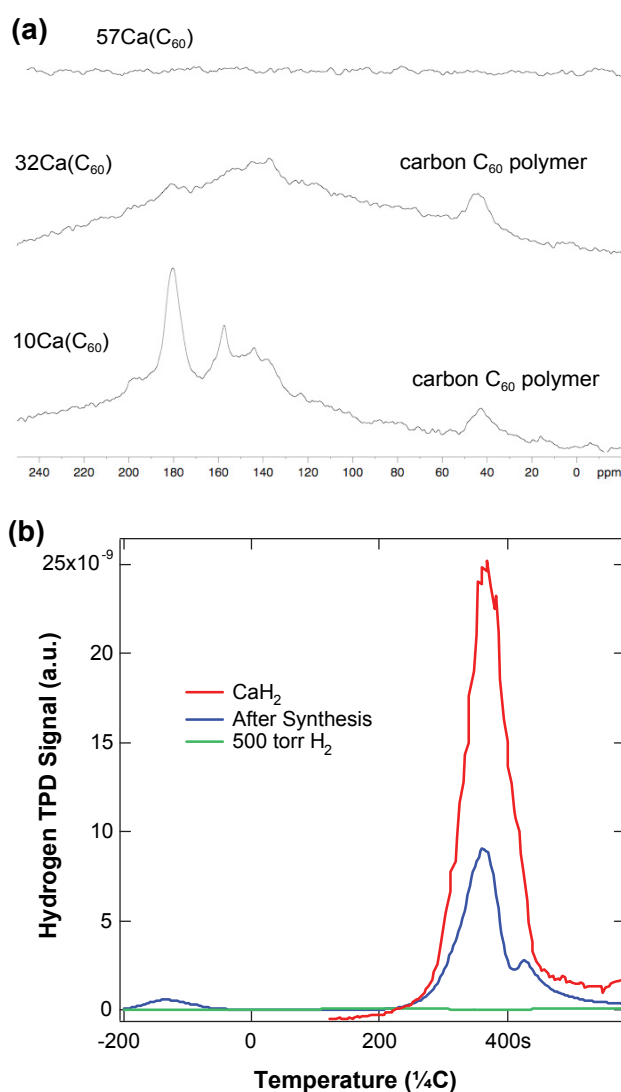 (a)
57Ca(C₆₀)
32Ca(C₆₀)
carbon C₆₀ polymer
10Ca(C₆₀)
carbon C₆₀ polymer
240 220 200 180 160 140 120 100 80 60 40 20 0 ppm
(b)
25x10⁻⁹
20
15
10
5
0
Hydrogen TPD Signal (a.u.)
CaH₂
After Synthesis
500 torr H₂
-200 0 200 400s
Temperature (¼C)